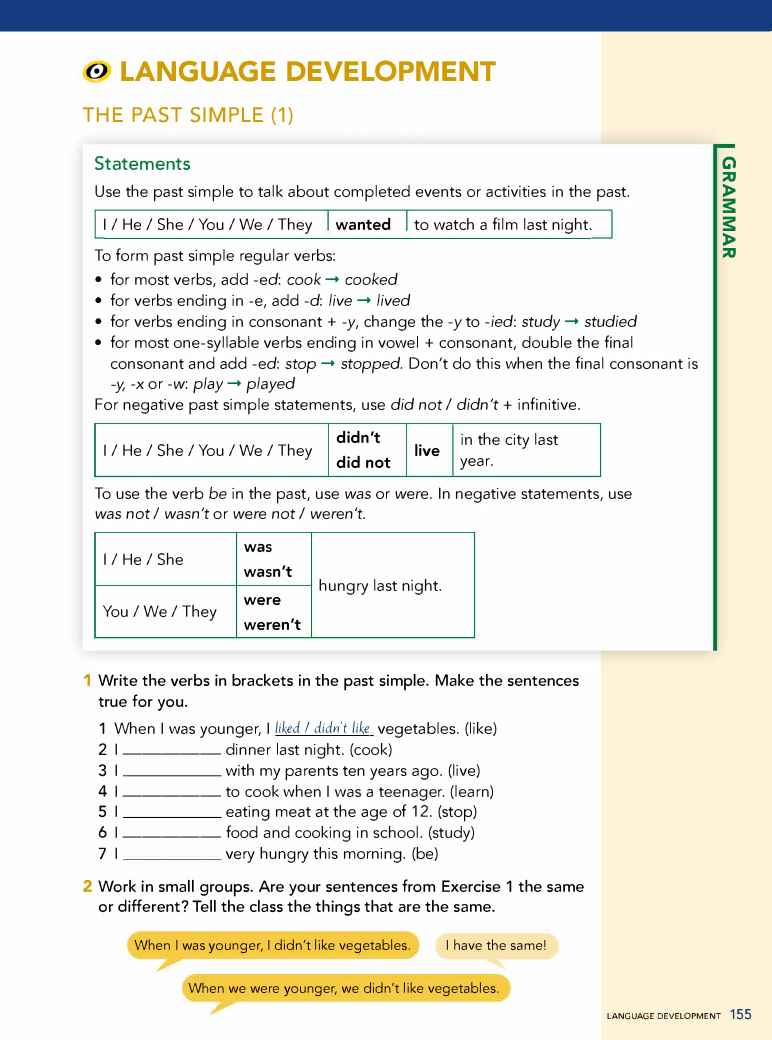 LANGUAGE DEVELOPMENT
THE PAST SIMPLE (1)
GRAMMAR
Statements
Use the past simple to talk about completed events or activities in the past.
I / He / She / You / We / They wanted to watch a film last night.
To form past simple regular verbs:
• for most verbs, add -ed: cook ➞ cooked
• for verbs ending in -e, add -d: live ➞ lived
• for verbs ending in consonant + -y, change the -y to -ied: study ➞ studied
• for most one-syllable verbs ending in vowel + consonant, double the final
consonant and add -ed: stop ➞ stopped. Don't do this when the final consonant is
-y, -x or -w: play ➞ played
For negative past simple statements, use did not / didn't + infinitive.
I / He / She / You / We / They
didn't
did not
live
in the city last
year.
To use the verb be in the past, use was or were. In negative statements, use
was not / wasn't or were not / weren't.
I / He / She
was
wasn't
You / We / They
were
weren't
hungry last night.
1 Write the verbs in brackets in the past simple. Make the sentences
true for you.
1 When I was younger, I liked / didn't like vegetables. (like)
2 I ____________ dinner last night. (cook)
3 I ____________ with my parents ten years ago. (live)
4 I ____________ to cook when I was a teenager. (learn)
5 I ____________ eating meat at the age of 12. (stop)
6 I ____________ food and cooking in school. (study)
7 I ____________ very hungry this morning. (be)
2 Work in small groups. Are your sentences from Exercise 1 the same
or different? Tell the class the things that are the same.
When I was younger, I didn't like vegetables.
I have the same!
When we were younger, we didn't like vegetables.
LANGUAGE DEVELOPMENT 155